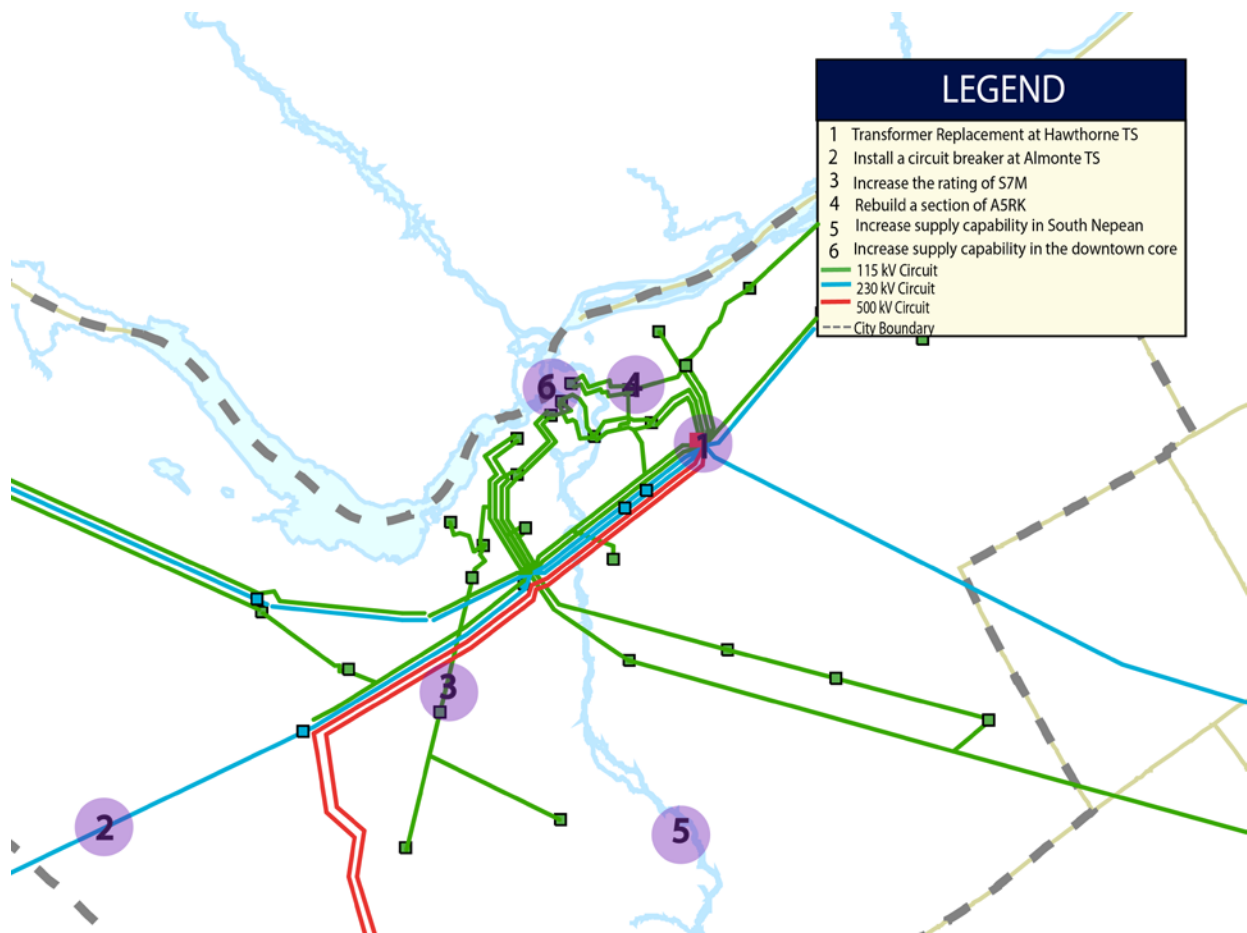 LEGEND
1 Transformer Replacement at Hawthorne TS
2 Install a circuit breaker at Almonte TS
3 Increase the rating of S7M
4 Rebuild a section of A5RK
5 Increase supply capability in South Nepean
6 Increase supply capability in the downtown core
115 kV Circuit
230 kV Circuit
500 kV Circuit
City Boundary
6
4
1
3
2
5